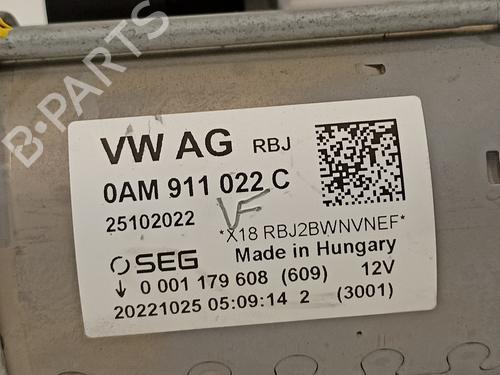 B-PARTS
VW AG RBJ
0AM 911 022 C
25102022 VF
*X18 RBJ2BWNVNEF*
SEG Made in Hungary
↓ 0 001 179 608 (609) 12V
20221025 05:09:14 2 (3001)